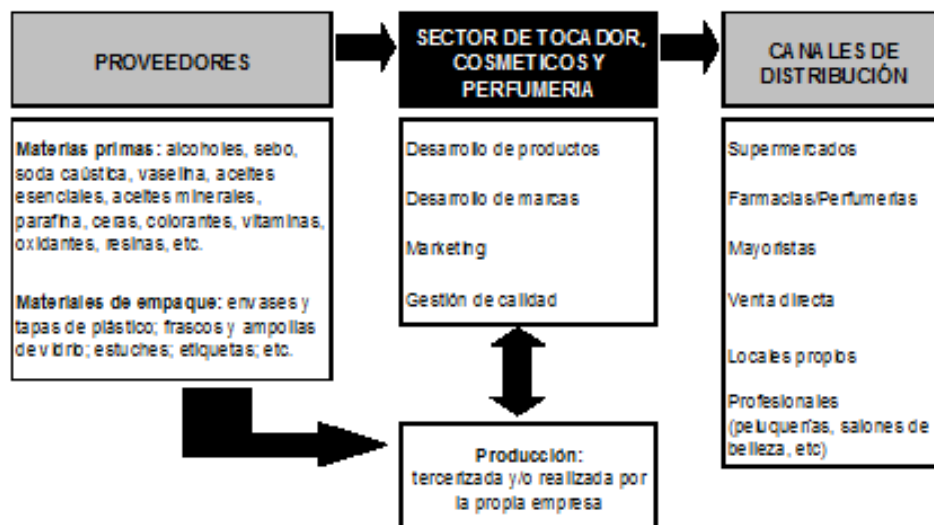 PROVEEDORES
Materias primas: alcoholes, sebo,
soda caústica, vaselina, aceites
esenciales, aceites minerales,
parafina, ceras, colorantes, vitaminas,
oxidantes, resinas, etc.
Materiales de empaque: envases y
tapas de plástico; frascos y ampollas
de vidrio; estuches; etiquetas; etc.
SECTOR DE TOCADOR,
COSMETICOS Y
PERFUMERIA
Desarrollo de productos
Desarrollo de marcas
Marketing
Gestión de calidad
Producción:
tercerizada y/o realizada por
la propia empresa
CANALES DE
DISTRIBUCIÓN
Supermercados
Farmacias/Perfumerias
Mayoristas
Venta directa
Locales propios
Profesionales
(peluquerías, salones de
belleza, etc)